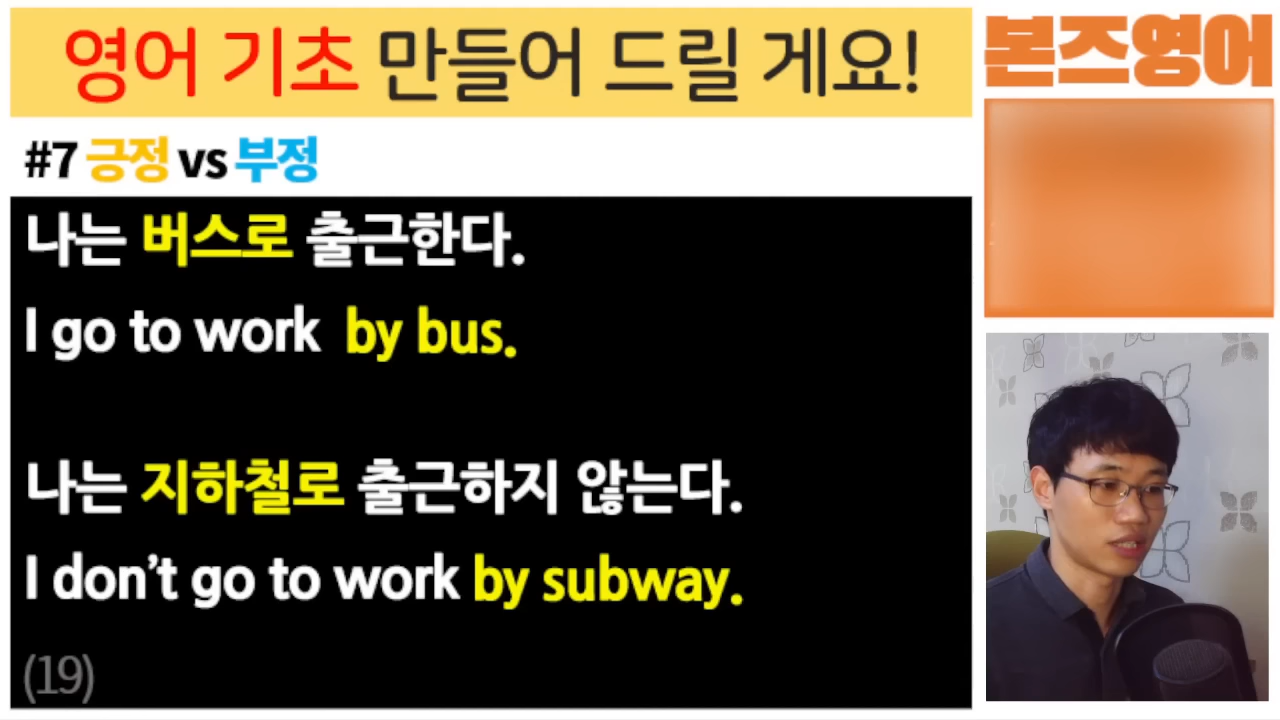 영어 기초 만들어 드릴 게요!
본즈영어
#7 긍정 vs 부정
나는 버스로 출근한다.
I go to work by bus.
나는 지하철로 출근하지 않는다.
I don't go to work by subway.
(19)